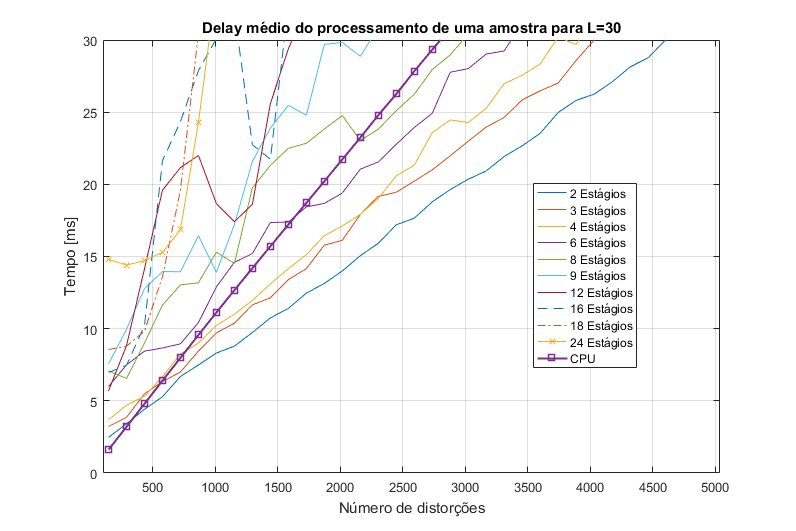 Delay médio do processamento de uma amostra para L=30
30
25
20
15
10
5
0
Tempo [ms]
2 Estágios
3 Estágios
4 Estágios
6 Estágios
8 Estágios
9 Estágios
12 Estágios
16 Estágios
18 Estágios
24 Estágios
CPU
500 1000 1500 2000 2500 3000 3500 4000 4500 5000
Número de distorções